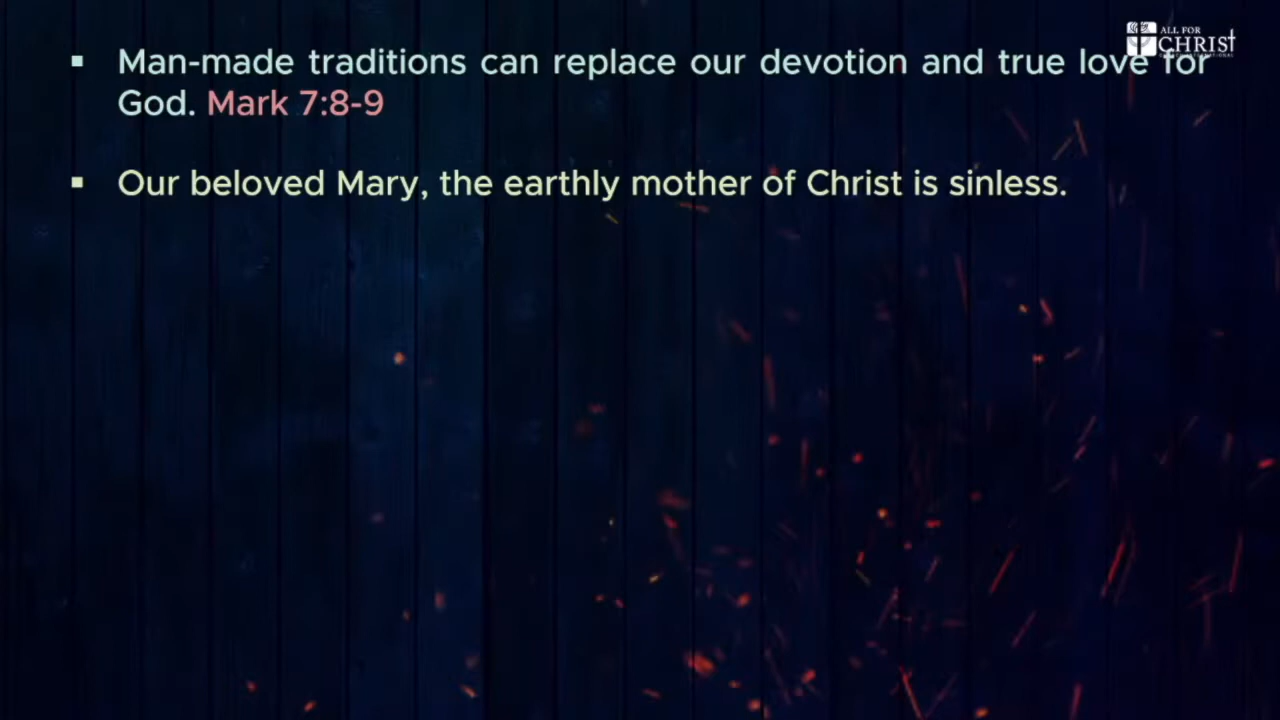 ALL FOR
CHRIST
▪ Man-made traditions can replace our devotion and true love for
God. Mark 7:8-9
▪ Our beloved Mary, the earthly mother of Christ is sinless.